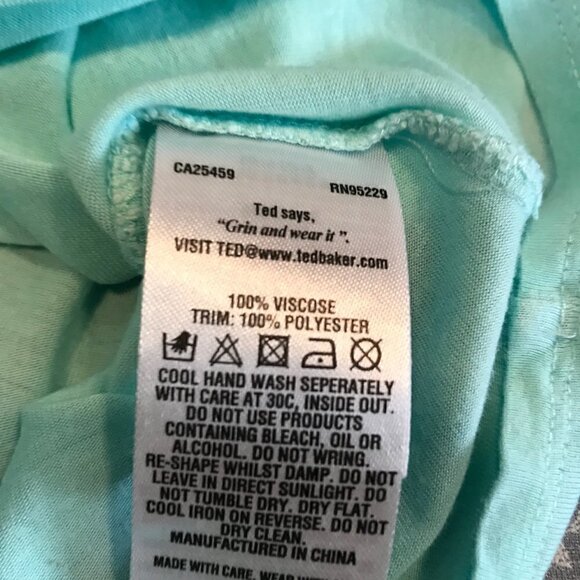 CA25459
RN95229
Ted says,
"Grin and wear it".
VISIT TED@www.tedbaker.com
100% VISCOSE
TRIM: 100% POLYESTER
COOL HAND WASH SEPERATELY
WITH CARE AT 30C, INSIDE OUT.
DO NOT USE PRODUCTS
CONTAINING BLEACH, OIL OR
ALCOHOL. DO NOT WRING.
RE-SHAPE WHILST DAMP. DO NOT
LEAVE IN DIRECT SUNLIGHT. DO
NOT TUMBLE DRY. DRY FLAT.
COOL IRON ON REVERSE. DO NOT
DRY CLEAN.
MANUFACTURED IN CHINA
MADE WITH CARE, WEAR